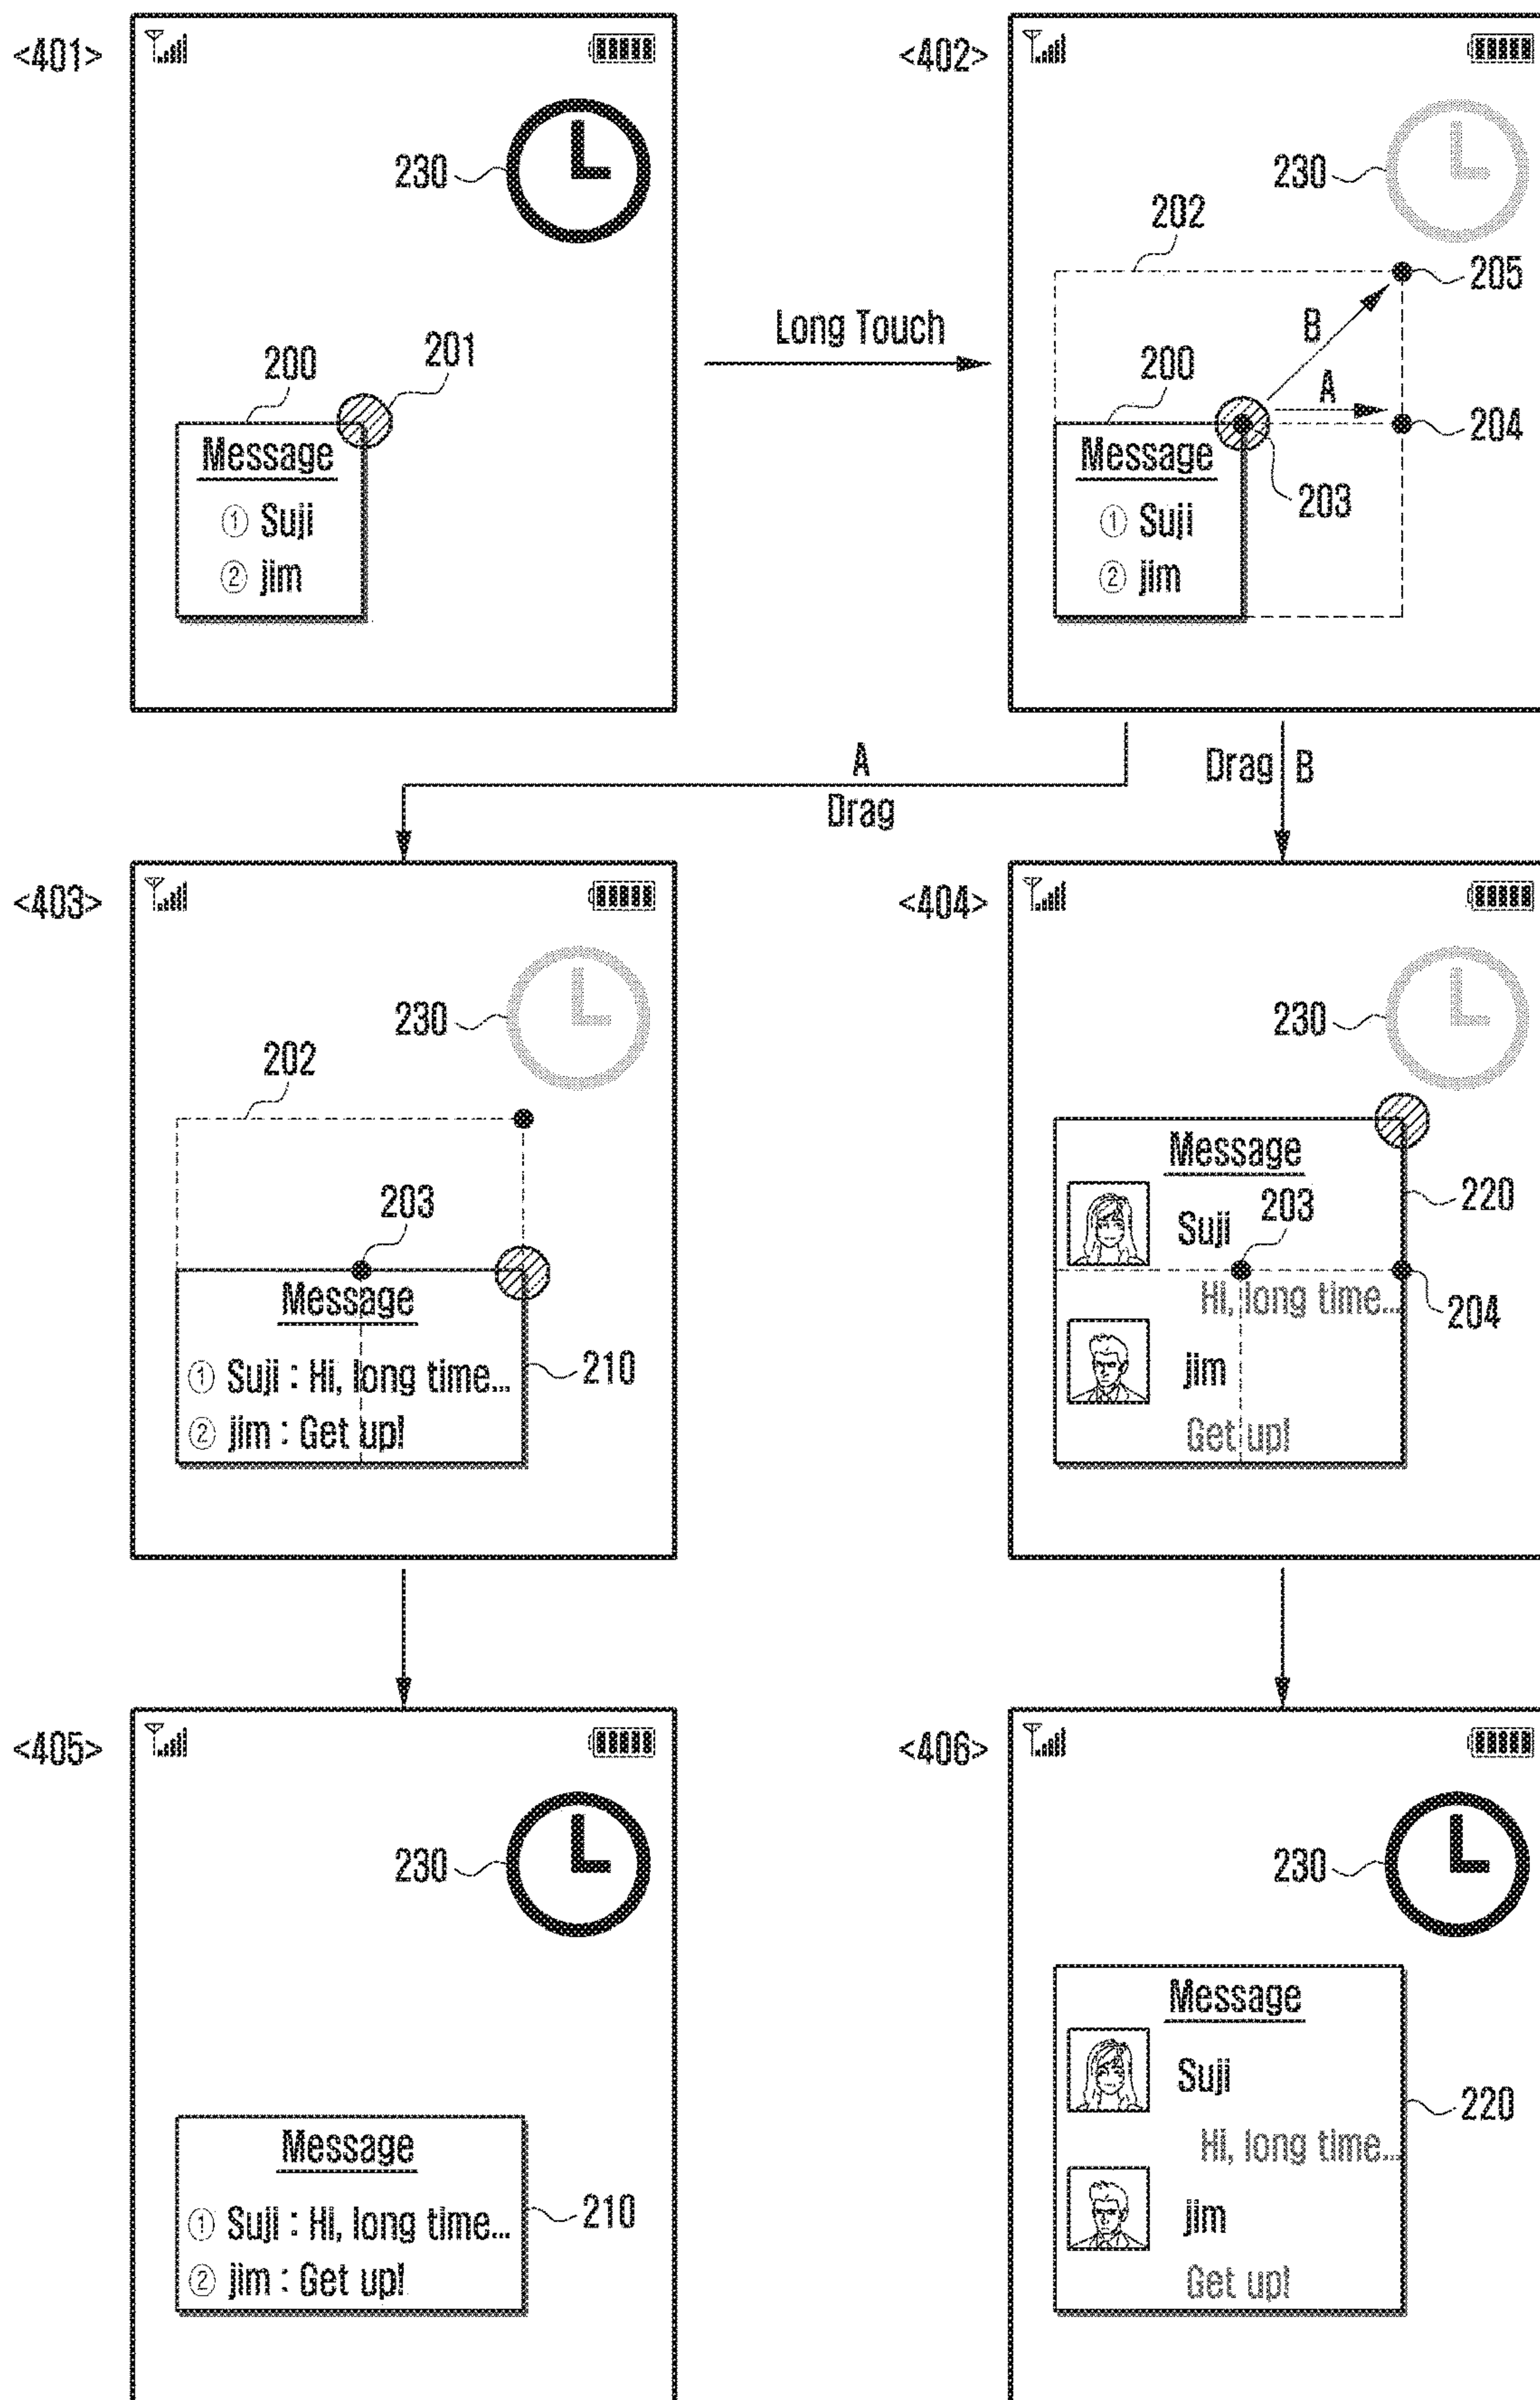 <401>
230
200
201
Message
① Suji
② jim
Long Touch
<402>
230
202
205
B
200
A
204
Message
203
① Suji
② jim
A
Drag
Drag B
<403>
230
202
203
Message
① Suji : Hi, long time...
210
② jim : Get up!
<404>
230
Message
220
203
Suji
Hi, long time...
204
jim
Get up!
<405>
230
Message
① Suji : Hi, long time...
210
② jim : Get up!
<406>
230
Message
Suji
220
Hi, long time...
jim
Get up!